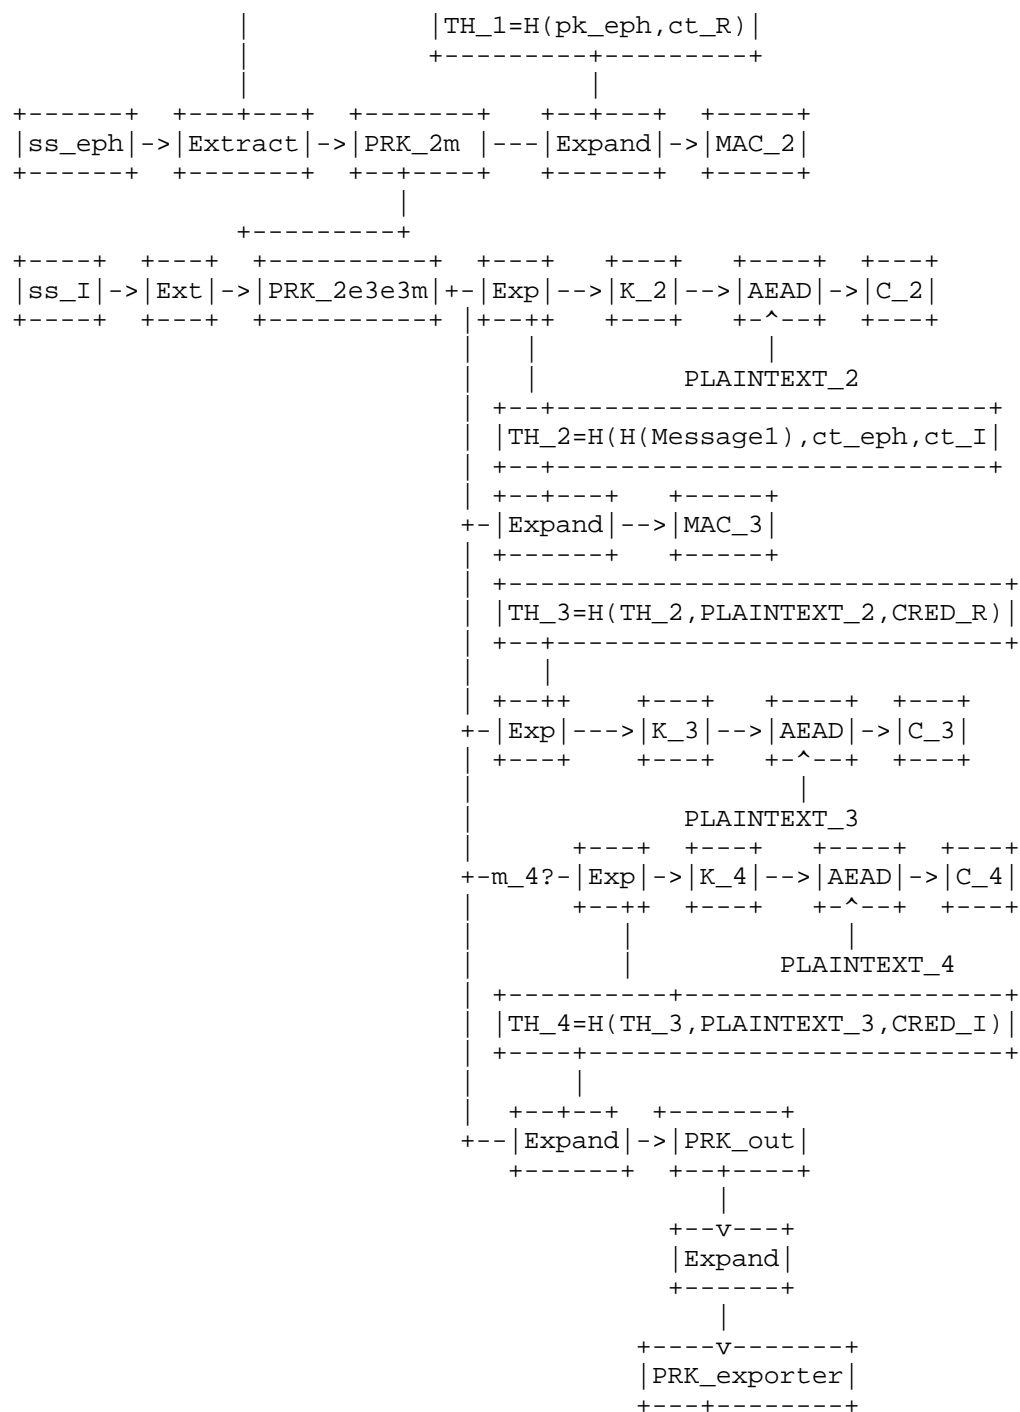 TH_1=H(pk_eph,ct_R)
ss_eph -> Extract -> PRK_2m --- Expand -> MAC_2
ss_I -> Ext -> PRK_2e3e3m +- Exp --> K_2 --> AEAD -> C_2
PLAINTEXT_2
TH_2=H(H(Message1),ct_eph,ct_I
Expand --> MAC_3
TH_3=H(TH_2,PLAINTEXT_2,CRED_R)
Exp ---> K_3 --> AEAD -> C_3
PLAINTEXT_3
+-m_4?- Exp -> K_4 --> AEAD -> C_4
PLAINTEXT_4
TH_4=H(TH_3,PLAINTEXT_3,CRED_I)
Expand -> PRK_out
v
Expand
v
PRK_exporter